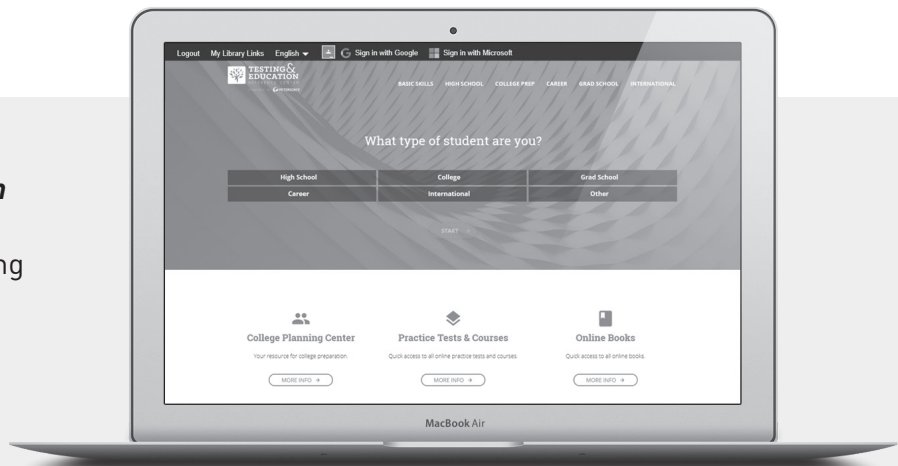 Logout My Library Links English Sign in with Google Sign in with Microsoft
TESTING &
EDUCATION
BASIC SKILLS HIGH SCHOOL COLLEGE PREP CAREER GRAD SCHOOL INTERNATIONAL
What type of student are you?
High School College Grad School
Career International Other
START
College Planning Center Practice Tests & Courses Online Books
Your resource for college preparation. Quick access to all online practice tests and courses. Quick access to all online books.
MORE INFO → MORE INFO → MORE INFO →
MacBook Air